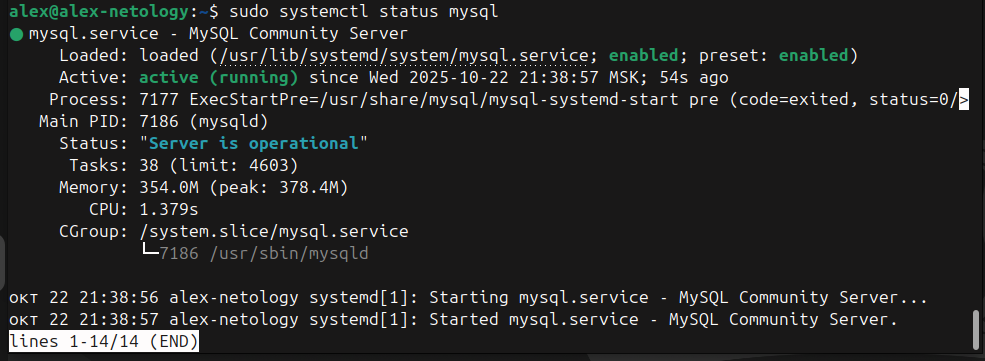 alex@alex-netology:~$ sudo systemctl status mysql
● mysql.service - MySQL Community Server
Loaded: loaded (/usr/lib/systemd/system/mysql.service; enabled; preset: enabled)
Active: active (running) since Wed 2025-10-22 21:38:57 MSK; 54s ago
Process: 7177 ExecStartPre=/usr/share/mysql/mysql-systemd-start pre (code=exited, status=0/>
Main PID: 7186 (mysqld)
Status: "Server is operational"
Tasks: 38 (limit: 4603)
Memory: 354.0M (peak: 378.4M)
CPU: 1.379s
CGroup: /system.slice/mysql.service
└─7186 /usr/sbin/mysqld
окт 22 21:38:56 alex-netology systemd[1]: Starting mysql.service - MySQL Community Server...
окт 22 21:38:57 alex-netology systemd[1]: Started mysql.service - MySQL Community Server.
lines 1-14/14 (END)